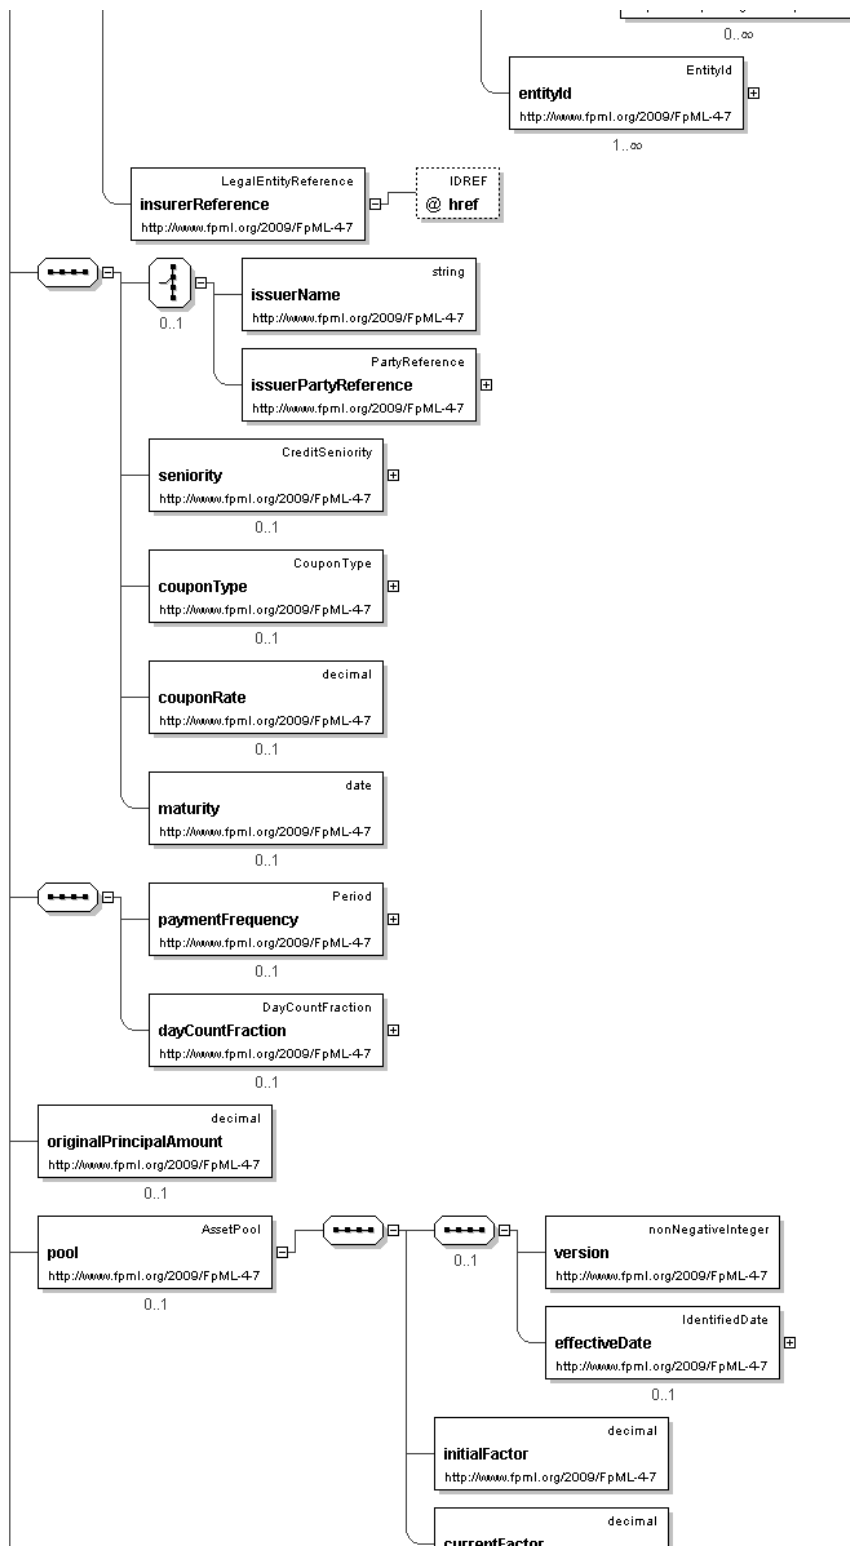 0..∞
EntityId
entityId
http://www.fpml.org/2009/FpML-4-7
1..∞
LegalEntityReference
insurerReference
http://www.fpml.org/2009/FpML-4-7
IDREF
@ href
string
issuerName
http://www.fpml.org/2009/FpML-4-7
0..1
PartyReference
issuerPartyReference
http://www.fpml.org/2009/FpML-4-7
CreditSeniority
seniority
http://www.fpml.org/2009/FpML-4-7
0..1
CouponType
couponType
http://www.fpml.org/2009/FpML-4-7
0..1
decimal
couponRate
http://www.fpml.org/2009/FpML-4-7
0..1
date
maturity
http://www.fpml.org/2009/FpML-4-7
0..1
Period
paymentFrequency
http://www.fpml.org/2009/FpML-4-7
0..1
DayCountFraction
dayCountFraction
http://www.fpml.org/2009/FpML-4-7
0..1
decimal
originalPrincipalAmount
http://www.fpml.org/2009/FpML-4-7
0..1
AssetPool
pool
http://www.fpml.org/2009/FpML-4-7
0..1
0..1
nonNegativeInteger
version
http://www.fpml.org/2009/FpML-4-7
IdentifiedDate
effectiveDate
http://www.fpml.org/2009/FpML-4-7
0..1
decimal
initialFactor
http://www.fpml.org/2009/FpML-4-7
decimal
currentFactor